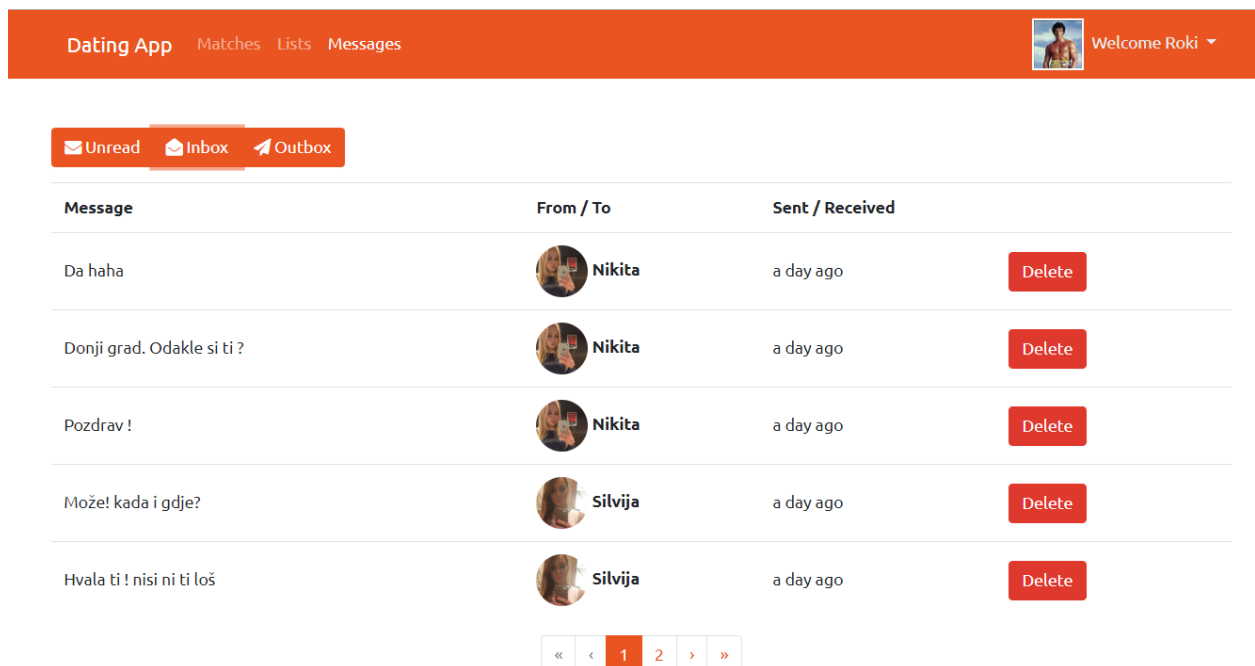 Dating App Matches Lists Messages Welcome Roki
Unread Inbox Outbox
Message From / To Sent / Received
Da haha Nikita a day ago Delete
Donji grad. Odakle si ti ? Nikita a day ago Delete
Pozdrav ! Nikita a day ago Delete
Može! kada i gdje? Silvija a day ago Delete
Hvala ti ! nisi ni ti loš Silvija a day ago Delete
« ‹ 1 2 › »